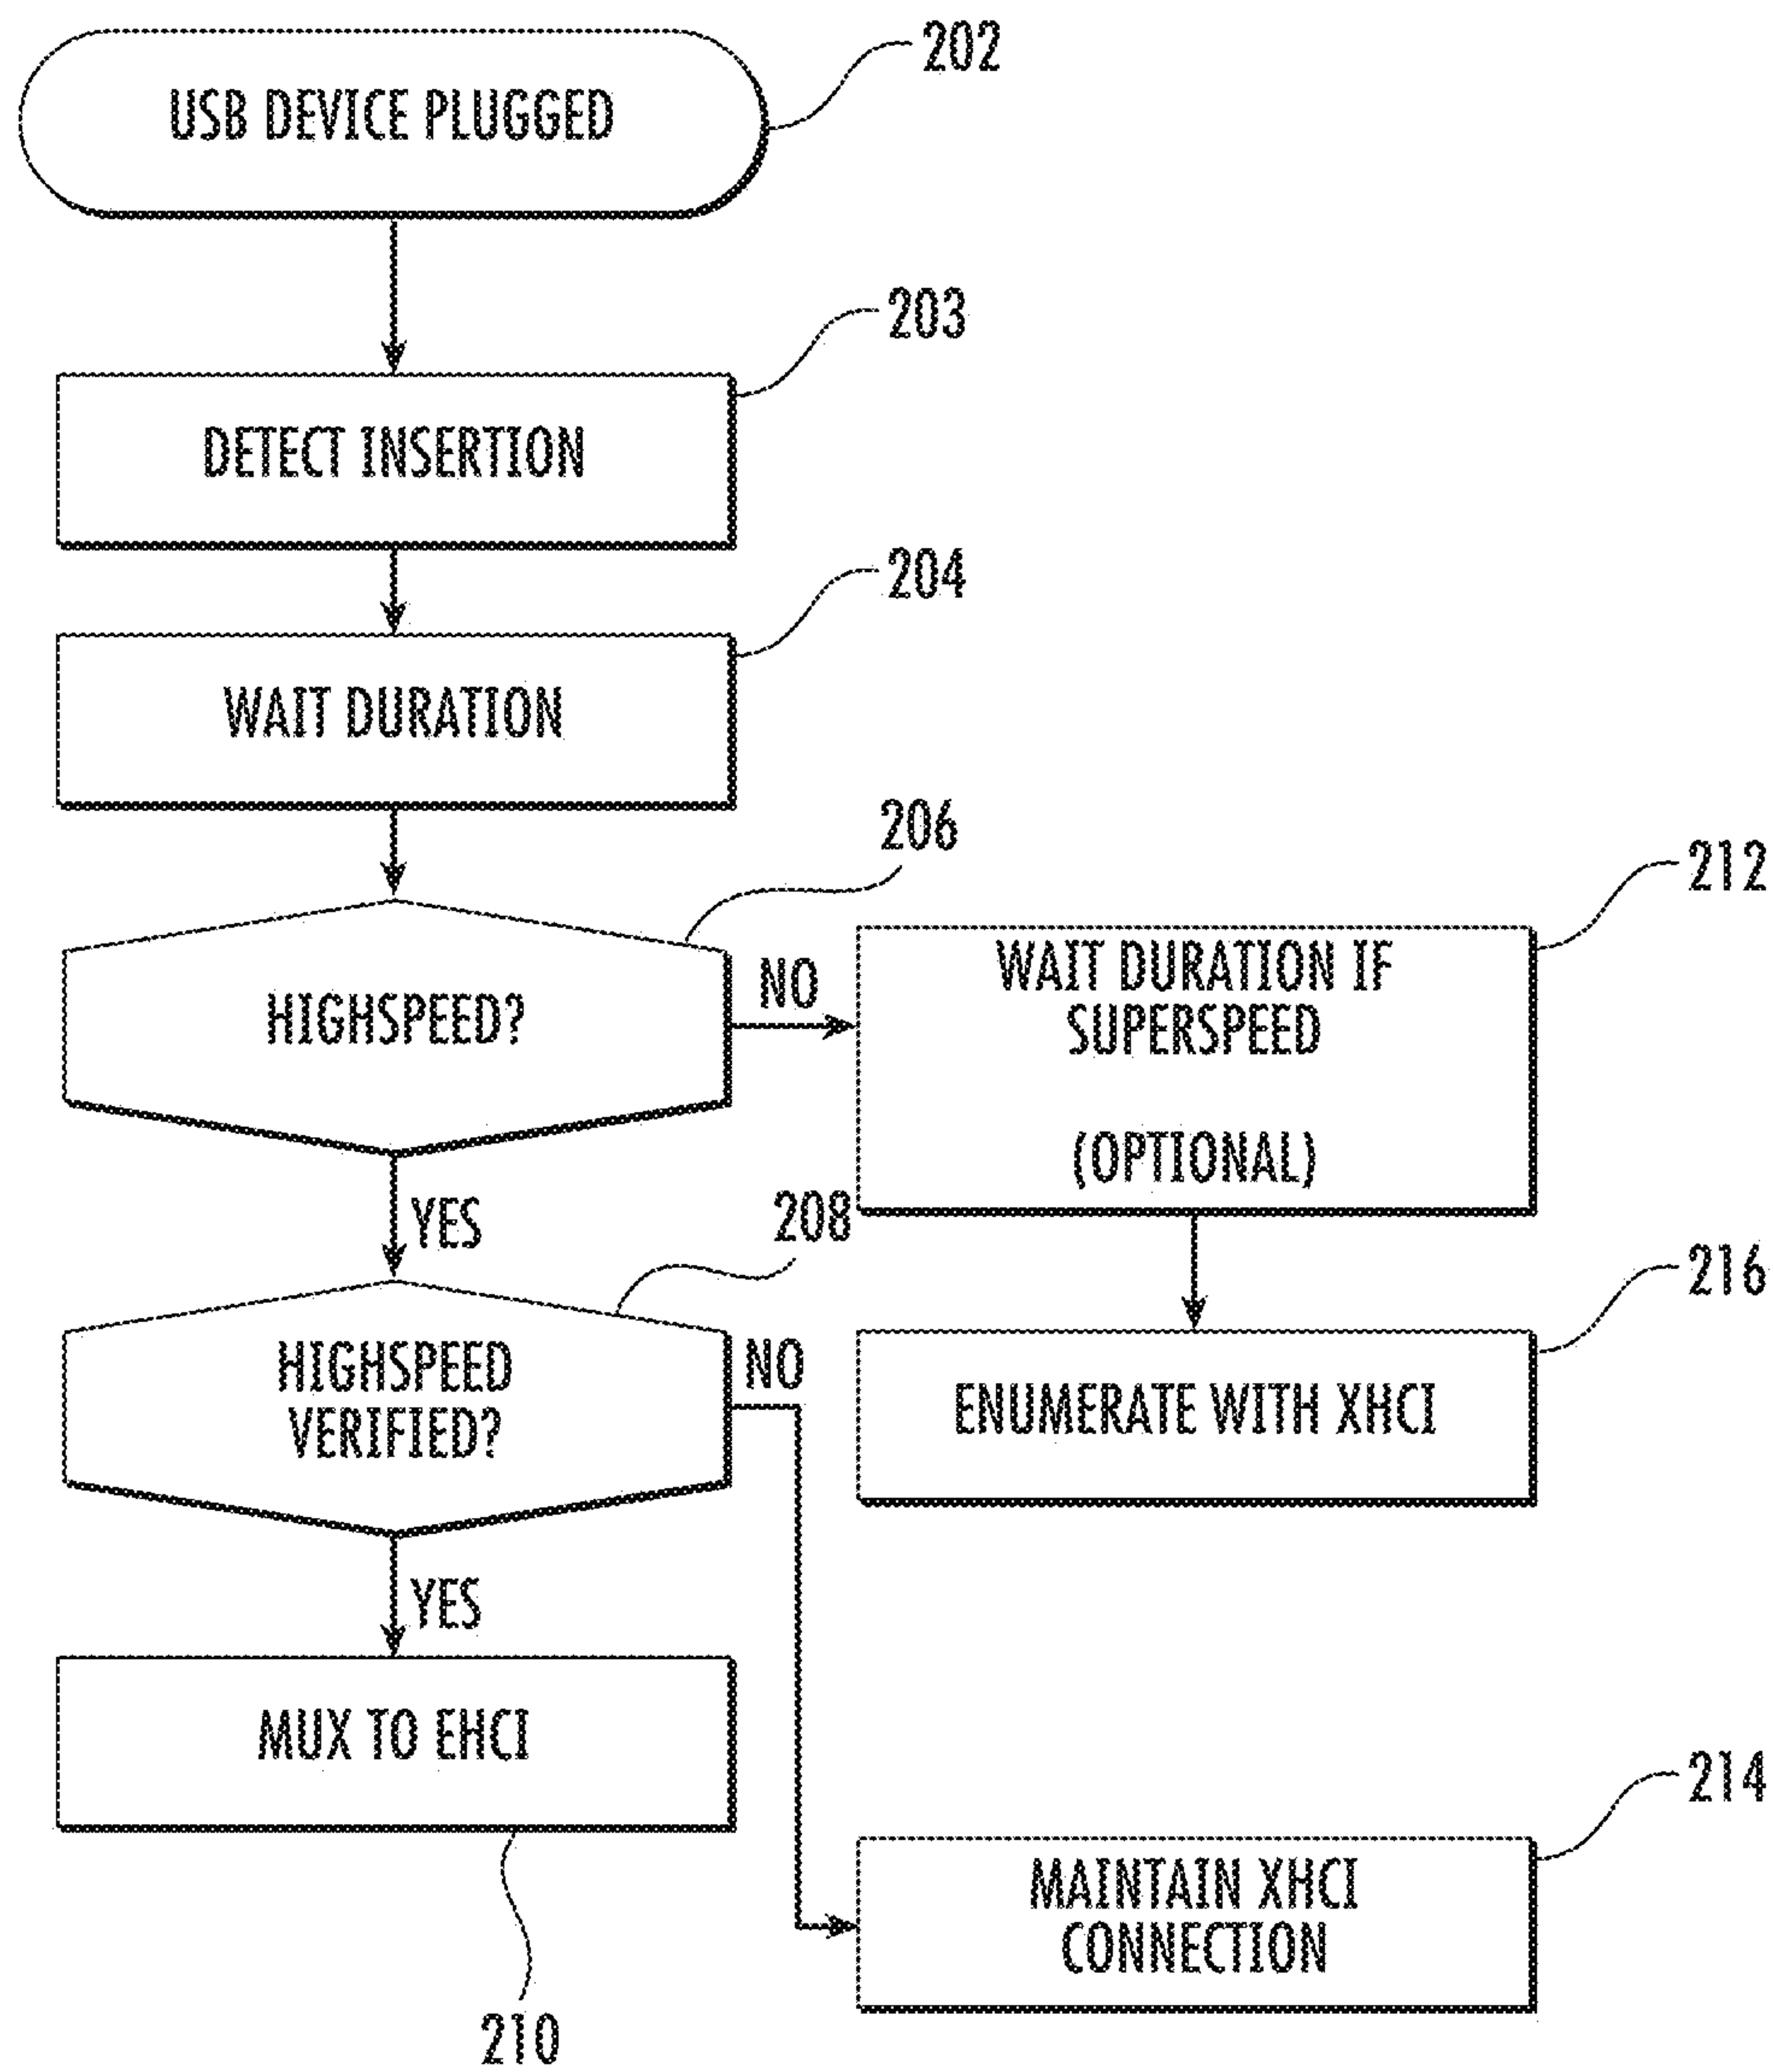 USB DEVICE PLUGGED
202
DETECT INSERTION
203
WAIT DURATION
204
HIGHSPEED?
206
NO
WAIT DURATION IF
SUPERSPEED
(OPTIONAL)
212
YES
HIGHSPEED
VERIFIED?
208
NO
ENUMERATE WITH XHCI
216
YES
MUX TO EHCI
210
MAINTAIN XHCI
CONNECTION
214